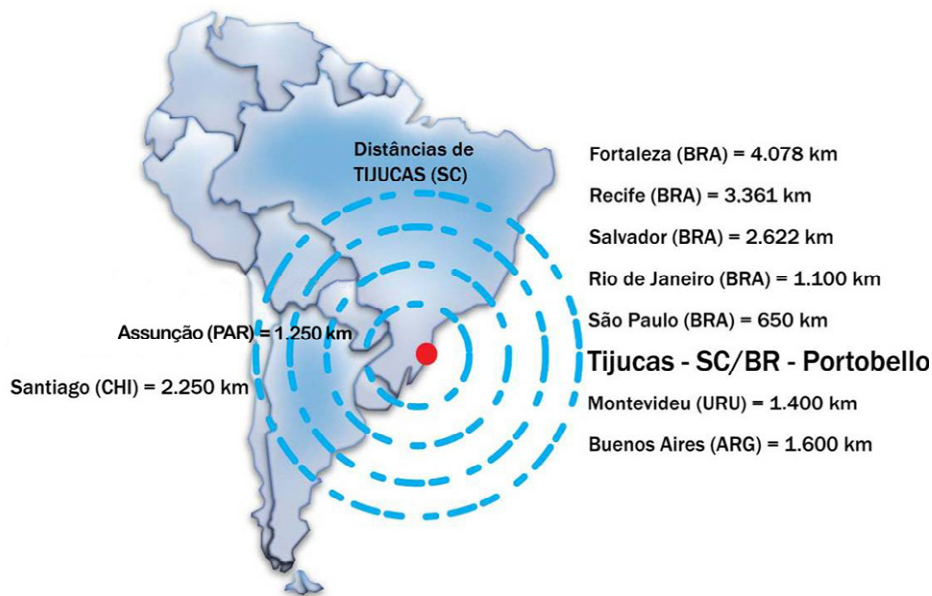 Distâncias de
TIJUCAS (SC)
Fortaleza (BRA) = 4.078 km
Recife (BRA) = 3.361 km
Salvador (BRA) = 2.622 km
Rio de Janeiro (BRA) = 1.100 km
São Paulo (BRA) = 650 km
Assunção (PAR) = 1.250 km
Tijucas - SC/BR - Portobello
Santiago (CHI) = 2.250 km
Montevideu (URU) = 1.400 km
Buenos Aires (ARG) = 1.600 km